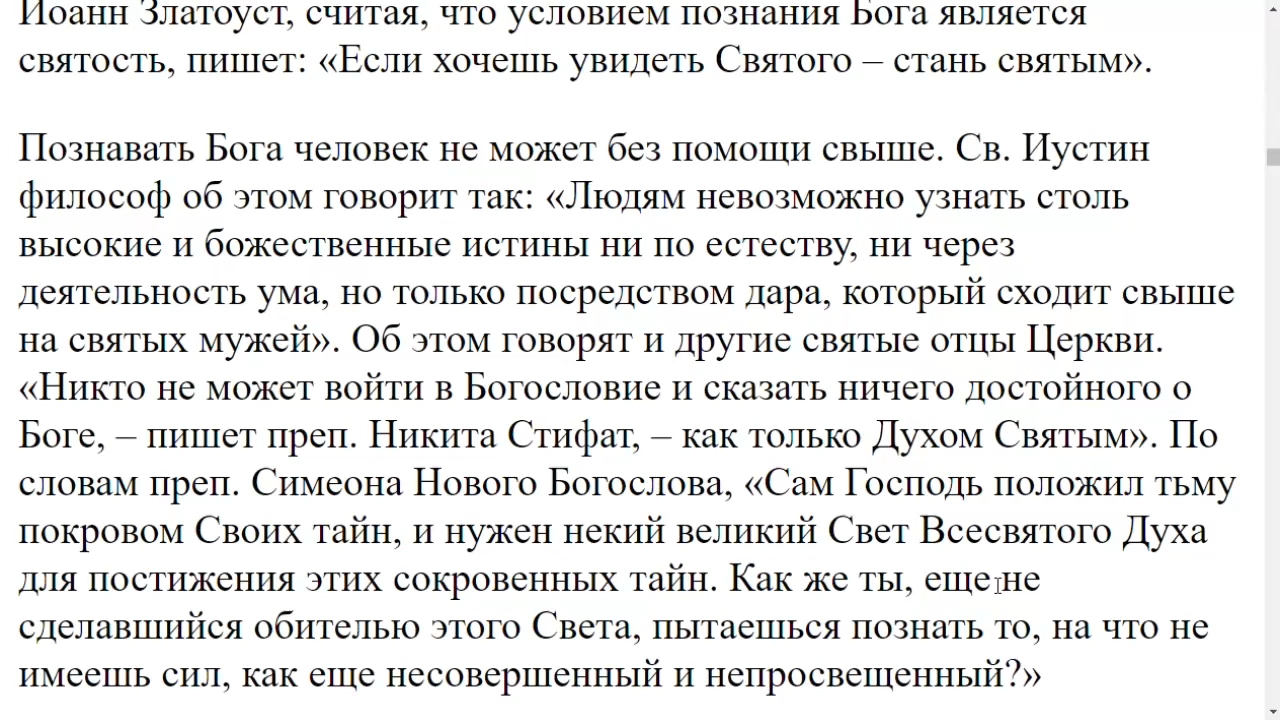 Иоанн Златоуст, считая, что условием познания Бога является
святость, пишет: «Если хочешь увидеть Святого – стань святым».
Познавать Бога человек не может без помощи свыше. Св. Иустин
философ об этом говорит так: «Людям невозможно узнать столь
высокие и божественные истины ни по естеству, ни через
деятельность ума, но только посредством дара, который сходит свыше
на святых мужей». Об этом говорят и другие святые отцы Церкви.
«Никто не может войти в Богословие и сказать ничего достойного о
Боге, – пишет преп. Никита Стифат, – как только Духом Святым». По
словам преп. Симеона Нового Богослова, «Сам Господь положил тьму
покровом Своих тайн, и нужен некий великий Свет Всесвятого Духа
для постижения этих сокровенных тайн. Как же ты, еще не
сделавшийся обителью этого Света, пытаешься познать то, на что не
имеешь сил, как еще несовершенный и непросвещенный?»